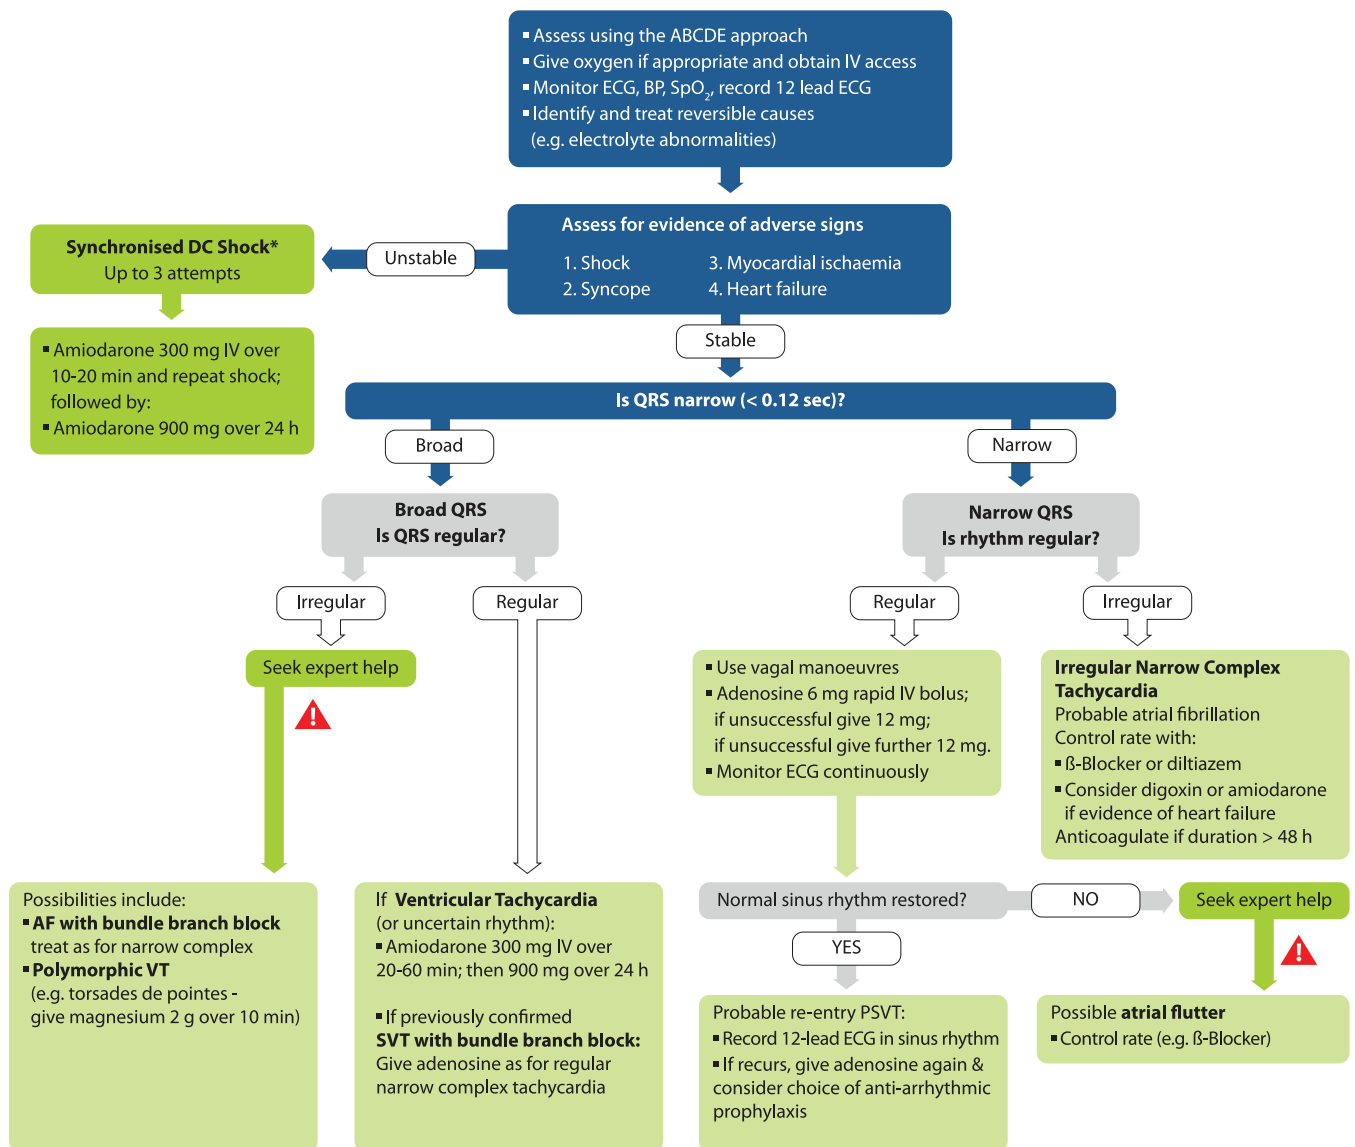 ▪ Assess using the ABCDE approach
▪ Give oxygen if appropriate and obtain IV access
▪ Monitor ECG, BP, SpO₂, record 12 lead ECG
▪ Identify and treat reversible causes
(e.g. electrolyte abnormalities)
Assess for evidence of adverse signs
1. Shock
2. Syncope
3. Myocardial ischaemia
4. Heart failure
Unstable
Synchronised DC Shock*
Up to 3 attempts
▪ Amiodarone 300 mg IV over
10-20 min and repeat shock;
followed by:
▪ Amiodarone 900 mg over 24 h
Stable
Is QRS narrow (< 0.12 sec)?
Broad
Narrow
Broad QRS
Is QRS regular?
Narrow QRS
Is rhythm regular?
Irregular
Regular
Regular
Irregular
Seek expert help
!
▪ Use vagal manoeuvres
▪ Adenosine 6 mg rapid IV bolus;
if unsuccessful give 12 mg;
if unsuccessful give further 12 mg.
▪ Monitor ECG continuously
Irregular Narrow Complex
Tachycardia
Probable atrial fibrillation
Control rate with:
▪ ß-Blocker or diltiazem
▪ Consider digoxin or amiodarone
if evidence of heart failure
Anticoagulate if duration > 48 h
Possibilities include:
▪ AF with bundle branch block
treat as for narrow complex
▪ Polymorphic VT
(e.g. torsades de pointes -
give magnesium 2 g over 10 min)
If Ventricular Tachycardia
(or uncertain rhythm):
▪ Amiodarone 300 mg IV over
20-60 min; then 900 mg over 24 h
▪ If previously confirmed
SVT with bundle branch block:
Give adenosine as for regular
narrow complex tachycardia
Normal sinus rhythm restored?
NO
Seek expert help
!
YES
Probable re-entry PSVT:
▪ Record 12-lead ECG in sinus rhythm
▪ If recurs, give adenosine again &
consider choice of anti-arrhythmic
prophylaxis
Possible atrial flutter
▪ Control rate (e.g. ß-Blocker)